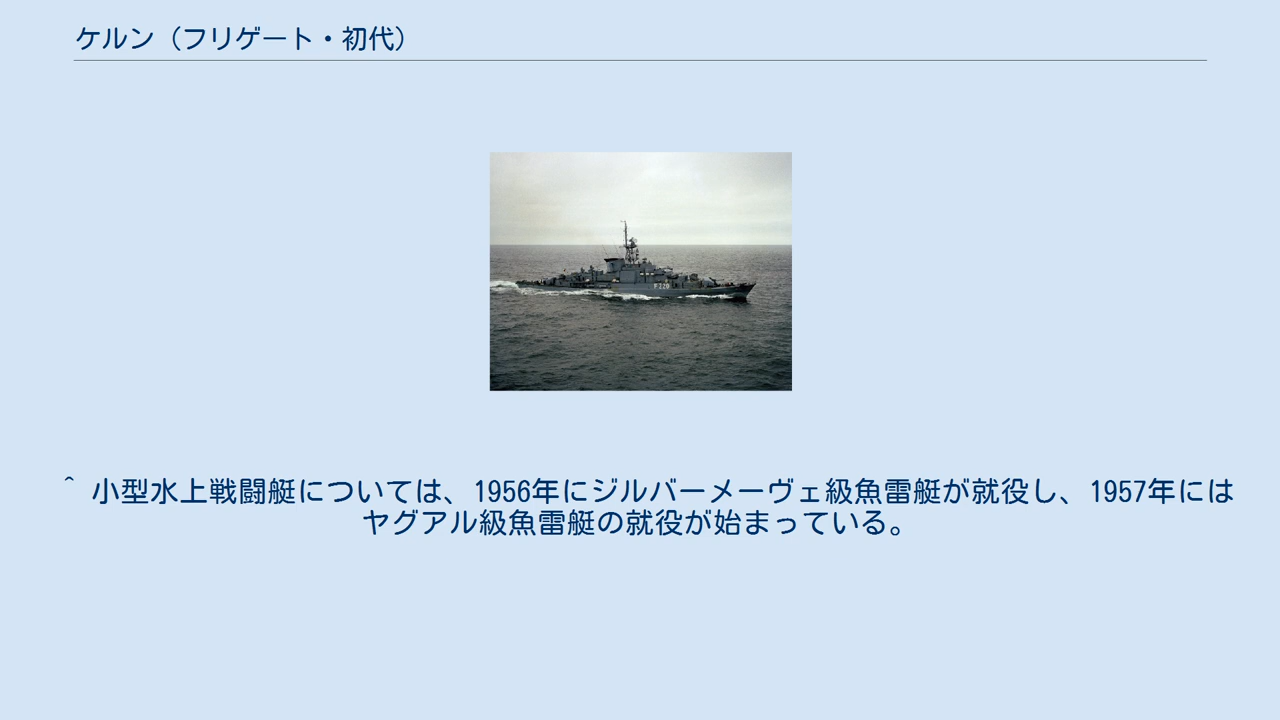 ケルン（フリゲート・初代）
F220
^ 小型水上戦闘艇については、1956年にジルバーメーヴェ級魚雷艇が就役し、1957年には
ヤグアル級魚雷艇の就役が始まっている。